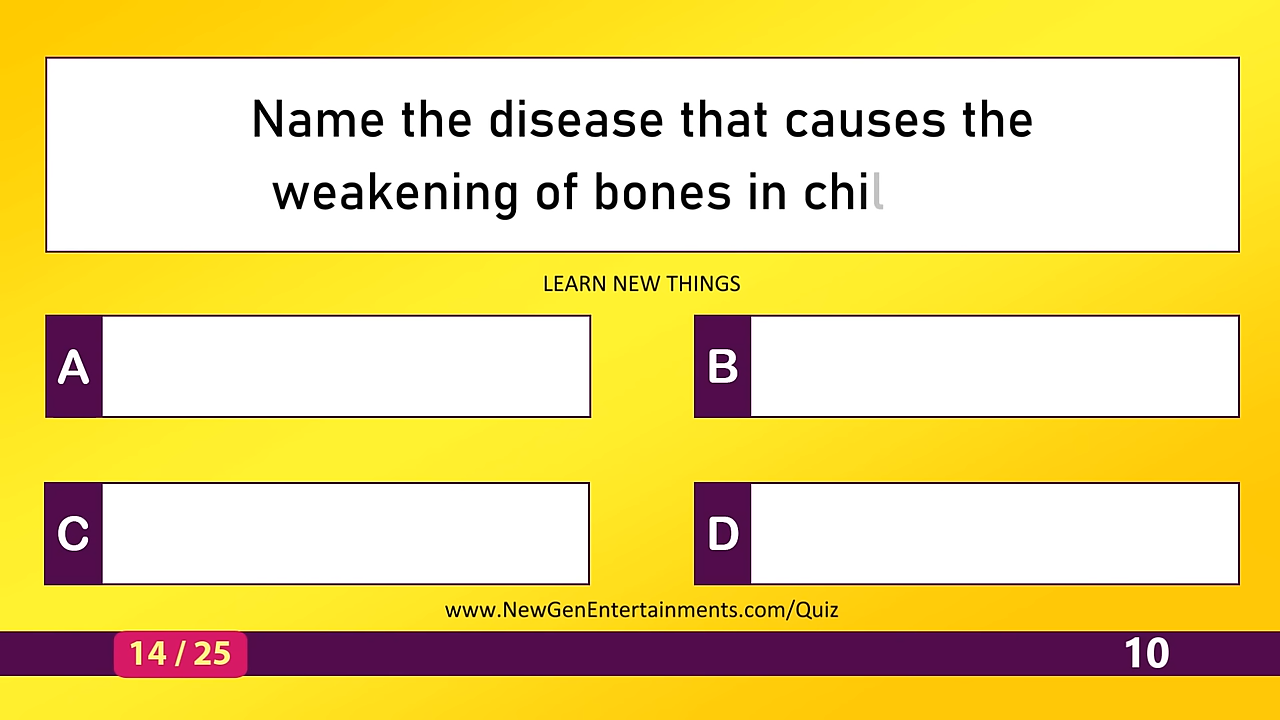 Name the disease that causes the
weakening of bones in chil
LEARN NEW THINGS
A
B
C
D
www.NewGenEntertainments.com/Quiz
14 / 25
10